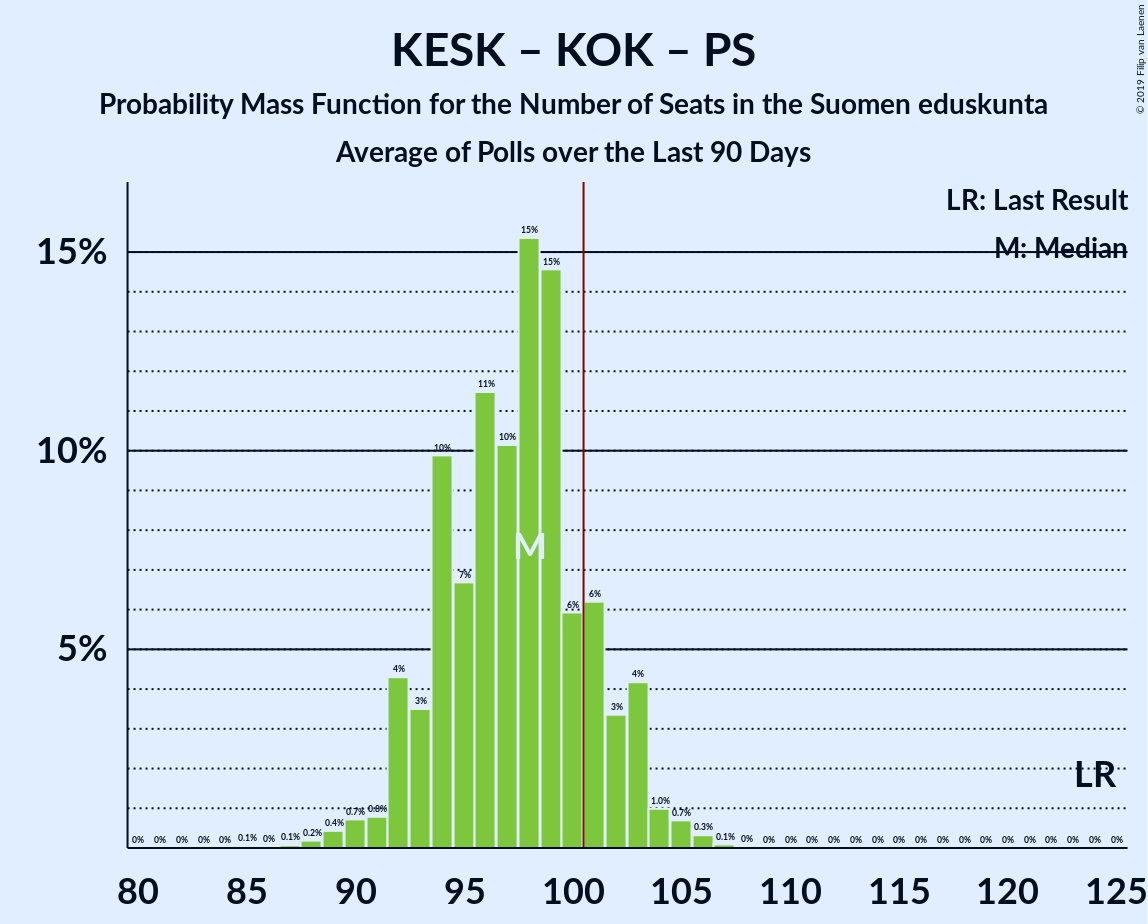 KESK – KOK – PS
Probability Mass Function for the Number of Seats in the Suomen eduskunta
Average of Polls over the Last 90 Days
© 2019 Filip van Laenen
LR: Last Result
M: Median
15%
10%
5%
0% 0% 0% 0% 0% 0.1% 0% 0.1% 0.2% 0.4% 0.7% 0.8% 4% 3% 10% 7% 11% 10% 15% 15% 6% 6% 3% 4% 1.0% 0.7% 0.3% 0.1% 0% 0% 0% 0% 0% 0% 0% 0% 0% 0% 0% 0% 0% 0% 0% 0% 0% 0%
M
LR
80 85 90 95 100 105 110 115 120 125